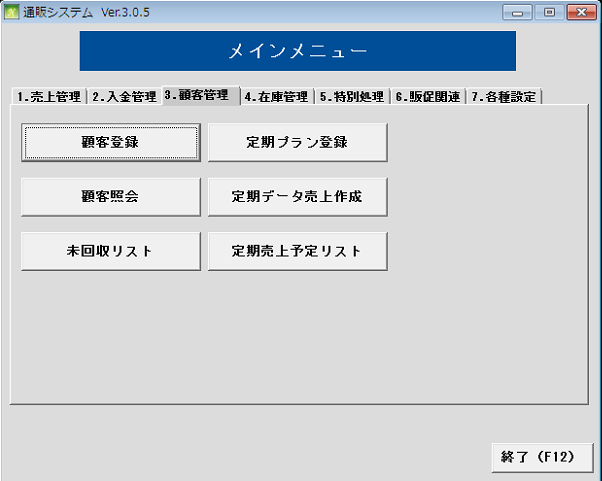 通販システム Ver.3.0.5
メインメニュー
1.売上管理 2.入金管理 3.顧客管理 4.在庫管理 5.特別処理 6.販促関連 7.各種設定
顧客登録 定期プラン登録
顧客照会 定期データ売上作成
未回収リスト 定期売上予定リスト
終了（F12）